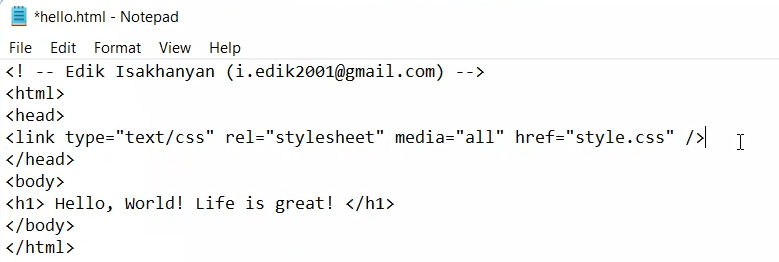 *hello.html - Notepad
File Edit Format View Help
<! -- Edik Isakhanyan (i.edik2001@gmail.com) -->
<html>
<head>
<link type="text/css" rel="stylesheet" media="all" href="style.css" />
</head>
<body>
<h1> Hello, World! Life is great! </h1>
</body>
</html>